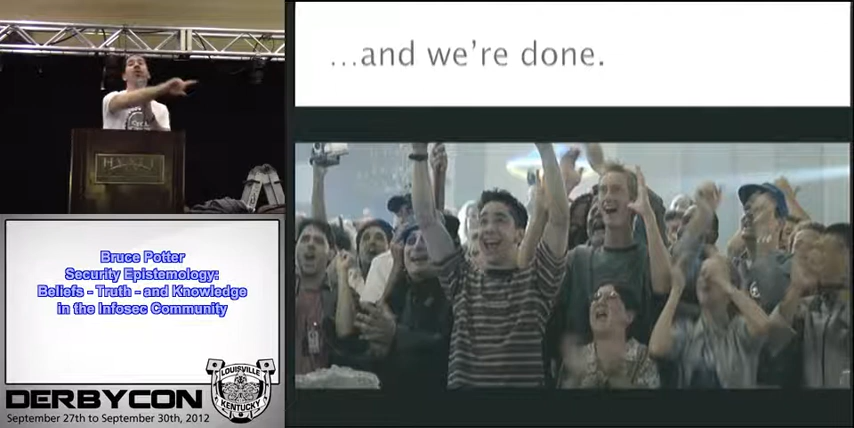 ...and we're done.
HYATT
Bruce Potter
Security Epistemology:
Beliefs - Truth - and Knowledge
in the Infosec Community
LOUISVILLE
KENTUCKY
DERBYCON
September 27th to September 30th, 2012